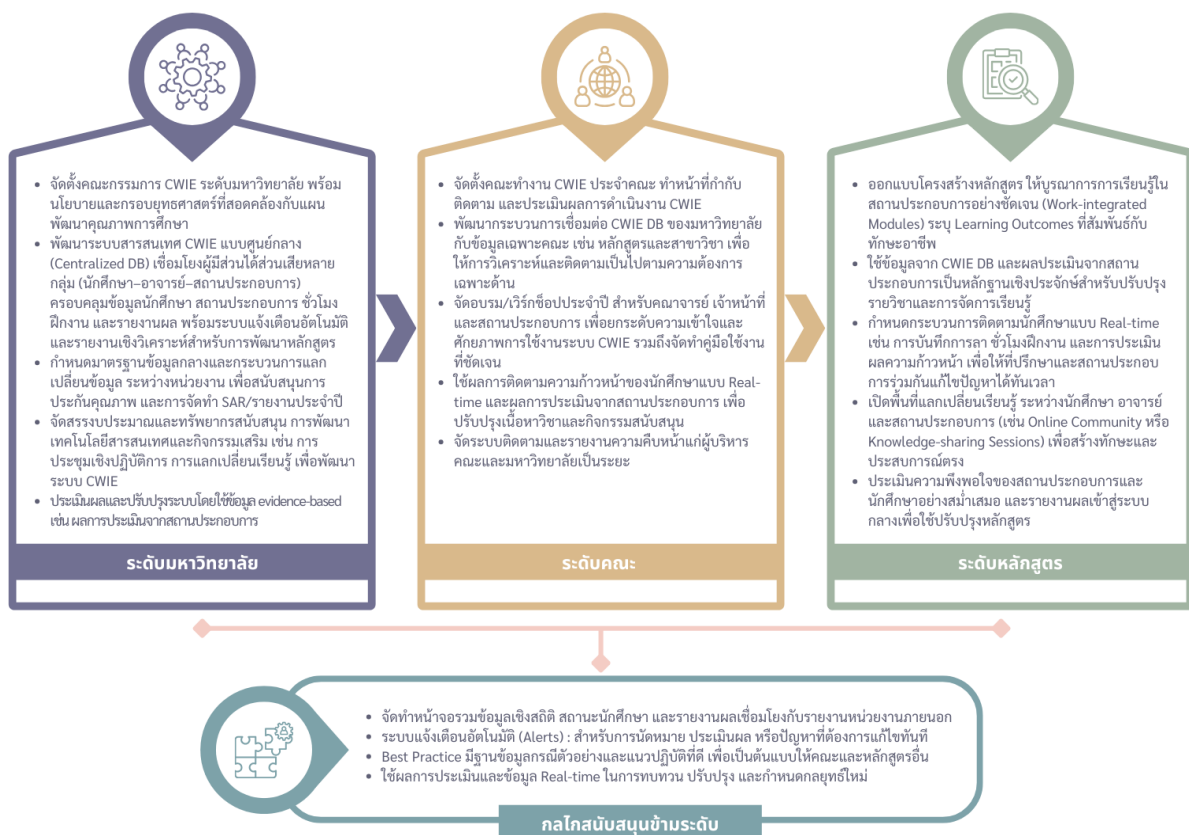 • จัดตั้งคณะกรรมการ CWIE ระดับมหาวิทยาลัย พร้อม
นโยบายและกรอบยุทธศาสตร์ที่สอดคล้องกับแผน
พัฒนาคุณภาพการศึกษา
• พัฒนาระบบสารสนเทศ CWIE แบบศูนย์กลาง
(Centralized DB) เชื่อมโยงผู้มีส่วนได้ส่วนเสียหลาย
กลุ่ม (นักศึกษา–อาจารย์–สถานประกอบการ)
ครอบคลุมข้อมูลนักศึกษา สถานประกอบการ ชั่วโมง
ฝึกงาน และรายงานผล พร้อมระบบแจ้งเตือนอัตโนมัติ
และรายงานเชิงวิเคราะห์สำหรับการพัฒนาหลักสูตร
• กำหนดมาตรฐานข้อมูลกลางและกระบวนการแลก
เปลี่ยนข้อมูล ระหว่างหน่วยงาน เพื่อสนับสนุนการ
ประกันคุณภาพ และการจัดทำ SAR/รายงานประจำปี
• จัดสรรงบประมาณและทรัพยากรสนับสนุน การพัฒนา
เทคโนโลยีสารสนเทศและกิจกรรมเสริม เช่น การ
ประชุมเชิงปฏิบัติการ การแลกเปลี่ยนเรียนรู้ เพื่อพัฒนา
ระบบ CWIE
• ประเมินผลและปรับปรุงระบบโดยใช้ข้อมูล evidence-based
เช่น ผลการประเมินจากสถานประกอบการ
ระดับมหาวิทยาลัย
• จัดตั้งคณะทำงาน CWIE ประจำคณะ ทำหน้าที่กำกับ
ติดตาม และประเมินผลการดำเนินงาน CWIE
• พัฒนากระบวนการเชื่อมต่อ CWIE DB ของมหาวิทยาลัย
กับข้อมูลเฉพาะคณะ เช่น หลักสูตรและสาขาวิชา เพื่อ
ให้การวิเคราะห์และติดตามเป็นไปตามความต้องการ
เฉพาะด้าน
• จัดอบรม/เวิร์กช็อปประจำปี สำหรับคณาจารย์ เจ้าหน้าที่
และสถานประกอบการ เพื่อยกระดับความเข้าใจและ
ศักยภาพการใช้งานระบบ CWIE รวมถึงจัดทำคู่มือใช้งาน
ที่ชัดเจน
• ใช้ผลการติดตามความก้าวหน้าของนักศึกษาแบบ Real-
time และผลการประเมินจากสถานประกอบการ เพื่อ
ปรับปรุงเนื้อหาวิชาและกิจกรรมสนับสนุน
• จัดระบบติดตามและรายงานความคืบหน้าแก่ผู้บริหาร
คณะและมหาวิทยาลัยเป็นระยะ
ระดับคณะ
• ออกแบบโครงสร้างหลักสูตร ให้บูรณาการการเรียนรู้ใน
สถานประกอบการอย่างชัดเจน (Work-integrated
Modules) ระบุ Learning Outcomes ที่สัมพันธ์กับ
ทักษะอาชีพ
• ใช้ข้อมูลจาก CWIE DB และผลประเมินจากสถาน
ประกอบการเป็นหลักฐานเชิงประจักษ์สำหรับปรับปรุง
รายวิชาและการจัดการเรียนรู้
• กำหนดกระบวนการติดตามนักศึกษาแบบ Real-time
เช่น การบันทึกการลา ชั่วโมงฝึกงาน และการประเมิน
ผลความก้าวหน้า เพื่อให้ที่ปรึกษาและสถานประกอบ
การร่วมกันแก้ไขปัญหาได้ทันเวลา
• เปิดพื้นที่แลกเปลี่ยนเรียนรู้ ระหว่างนักศึกษา อาจารย์
และสถานประกอบการ (เช่น Online Community หรือ
Knowledge-sharing Sessions) เพื่อสร้างทักษะและ
ประสบการณ์ตรง
• ประเมินความพึงพอใจของสถานประกอบการและ
นักศึกษาอย่างสม่ำเสมอ และรายงานผลเข้าสู่ระบบ
กลางเพื่อใช้ปรับปรุงหลักสูตร
ระดับหลักสูตร
• จัดทำหน้าจอรวมข้อมูลเชิงสถิติ สถานะนักศึกษา และรายงานผลเชื่อมโยงกับรายงานหน่วยงานภายนอก
• ระบบแจ้งเตือนอัตโนมัติ (Alerts) : สำหรับการนัดหมาย ประเมินผล หรือปัญหาที่ต้องการแก้ไขทันที
• Best Practice มีฐานข้อมูลกรณีตัวอย่างและแนวปฏิบัติที่ดี เพื่อเป็นต้นแบบให้คณะและหลักสูตรอื่น
• ใช้ผลการประเมินและข้อมูล Real-time ในการทบทวน ปรับปรุง และกำหนดกลยุทธ์ใหม่
กลไกสนับสนุนข้ามระดับ